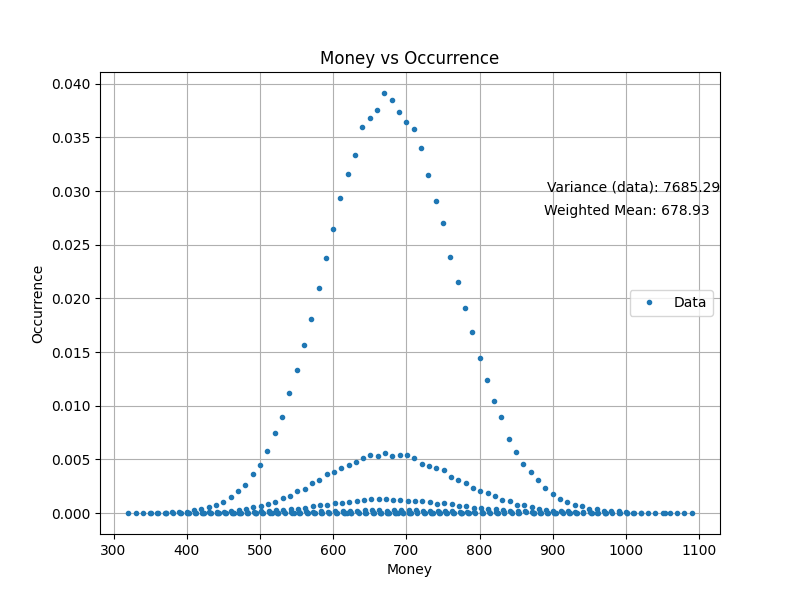 Money vs Occurrence
0.040
0.035
0.030
0.025
0.020
0.015
0.010
0.005
0.000
Occurrence
Variance (data): 7685.29
Weighted Mean: 678.93
Data
300 400 500 600 700 800 900 1000 1100
Money